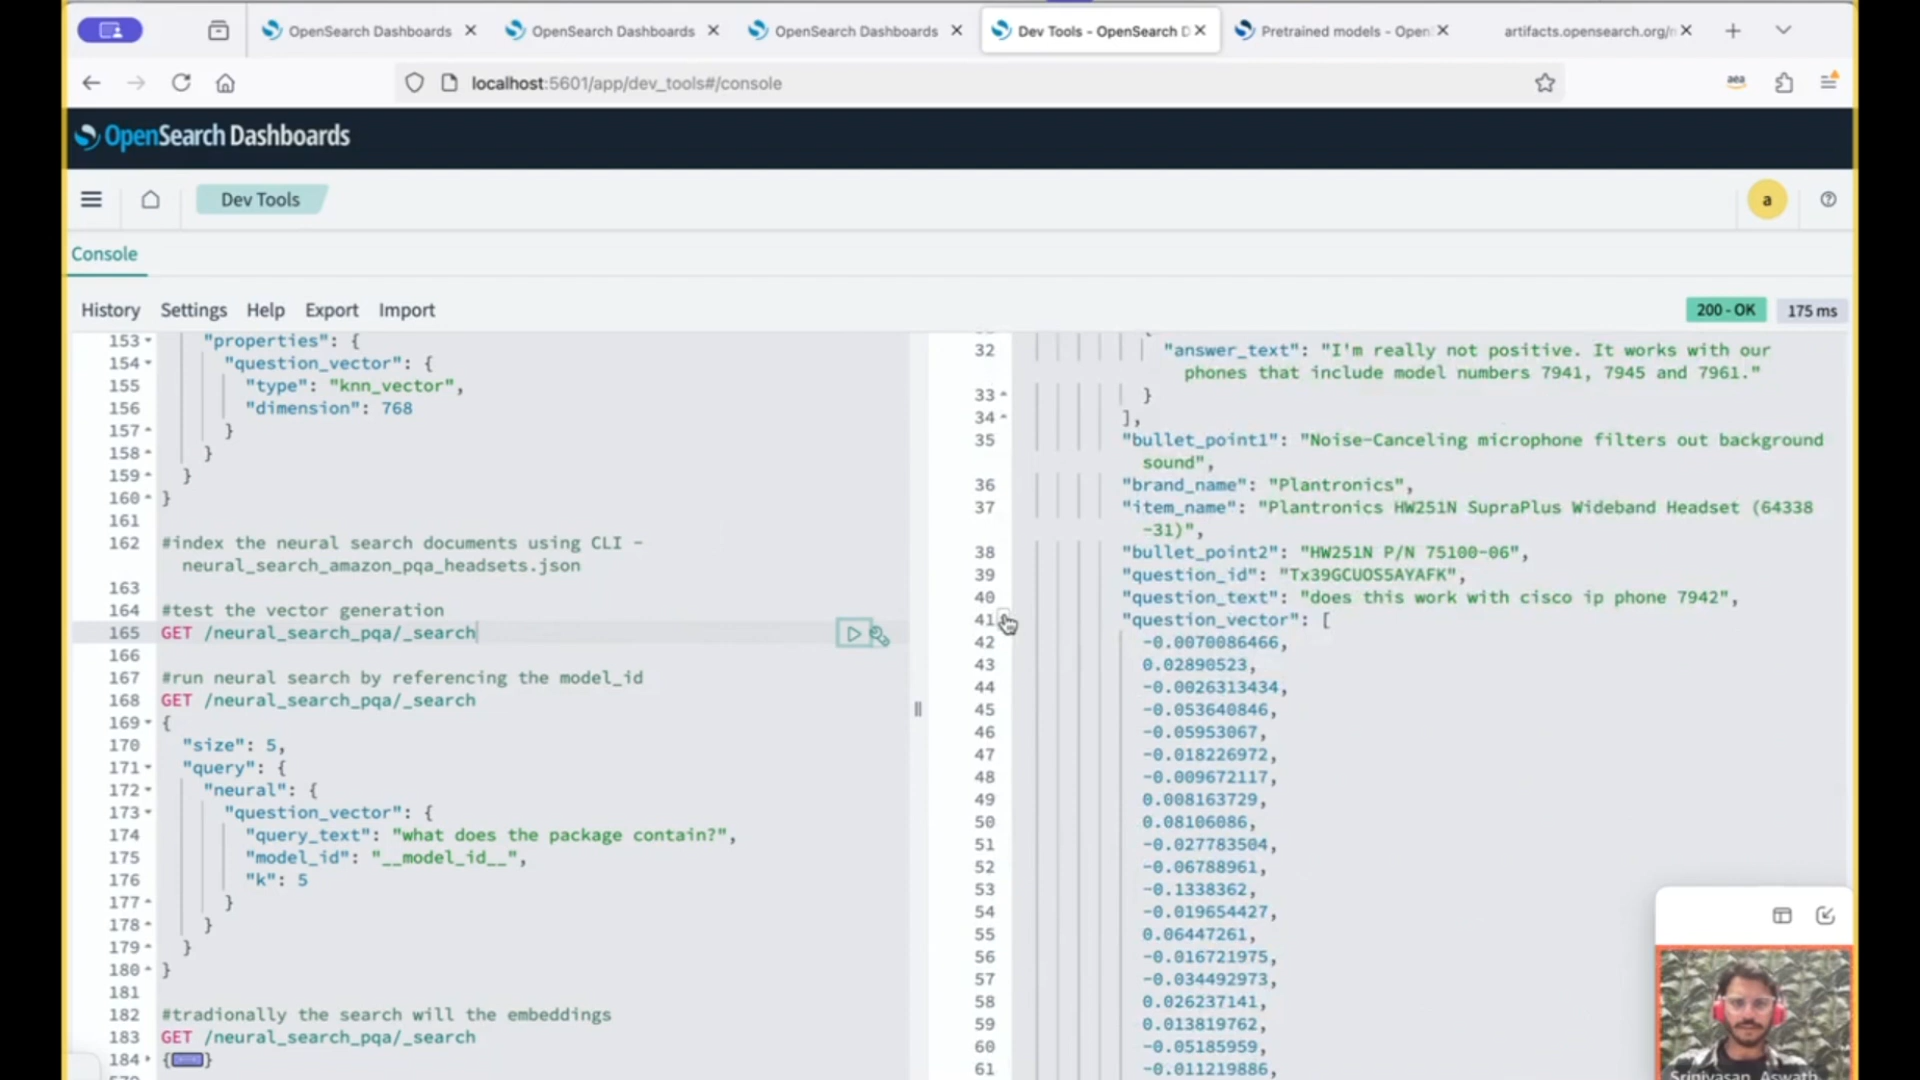 OpenSearch Dashboards
OpenSearch Dashboards
OpenSearch Dashboards
Dev Tools - OpenSearch D
Pretrained models - Open
artifacts.opensearch.org/
localhost:5601/app/dev_tools#/console
aea
OpenSearch Dashboards
Dev Tools
a
Console
History Settings Help Export Import
200 - OK 175 ms
153 "properties": {
154 "question_vector": {
155 "type": "knn_vector",
156 "dimension": 768
157 }
158 }
159 }
160 }
161
162 #index the neural search documents using CLI -
neural_search_amazon_pqa_headsets.json
163
164 #test the vector generation
165 GET /neural_search_pqa/_search
166
167 #run neural search by referencing the model_id
168 GET /neural_search_pqa/_search
169 {
170 "size": 5,
171 "query": {
172 "neural": {
173 "question_vector": {
174 "query_text": "what does the package contain?",
175 "model_id": "__model_id__",
176 "k": 5
177 }
178 }
179 }
180 }
181
182 #tradionally the search will the embeddings
183 GET /neural_search_pqa/_search
184 {}
32 "answer_text": "I'm really not positive. It works with our
phones that include model numbers 7941, 7945 and 7961."
33 }
34 ],
35 "bullet_point1": "Noise-Canceling microphone filters out background
sound",
36 "brand_name": "Plantronics",
37 "item_name": "Plantronics HW251N SupraPlus Wideband Headset (64338
-31)",
38 "bullet_point2": "HW251N P/N 75100-06",
39 "question_id": "Tx39GCUOS5AYAFK",
40 "question_text": "does this work with cisco ip phone 7942",
41 "question_vector": [
42 -0.0070086466,
43 0.02890523,
44 -0.0026313434,
45 -0.053640846,
46 -0.05953067,
47 -0.018226972,
48 -0.009672117,
49 0.008163729,
50 0.08106086,
51 -0.027783504,
52 -0.06788961,
53 -0.1338362,
54 -0.019654427,
55 0.06447261,
56 -0.016721975,
57 -0.034492973,
58 0.026237141,
59 0.013819762,
60 -0.05185959,
61 -0.011219886,
Srinivasan, Aswath